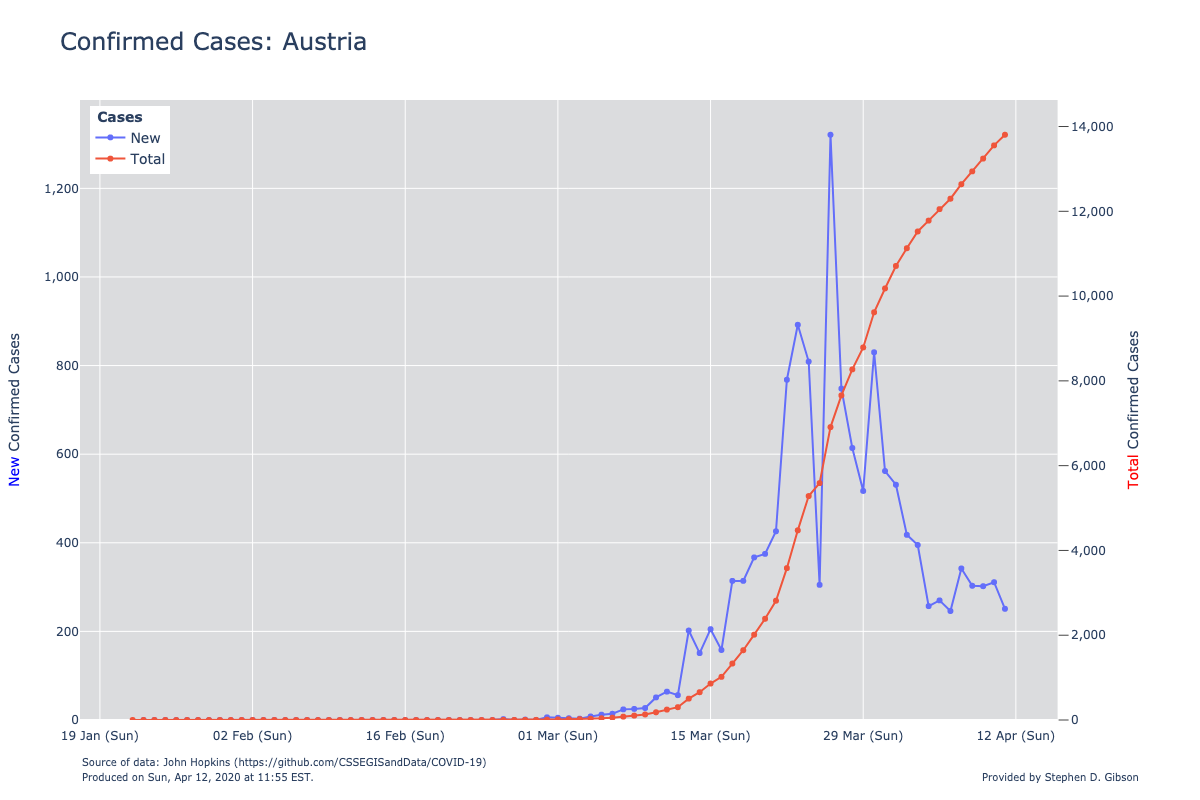 Confirmed Cases: Austria
Cases
New
Total
1,200
1,000
800
600
400
200
0
New Confirmed Cases
14,000
12,000
10,000
8,000
6,000
4,000
2,000
0
Total Confirmed Cases
19 Jan (Sun)
02 Feb (Sun)
16 Feb (Sun)
01 Mar (Sun)
15 Mar (Sun)
29 Mar (Sun)
12 Apr (Sun)
Source of data: John Hopkins (https://github.com/CSSEGISandData/COVID-19)
Produced on Sun, Apr 12, 2020 at 11:55 EST.
Provided by Stephen D. Gibson